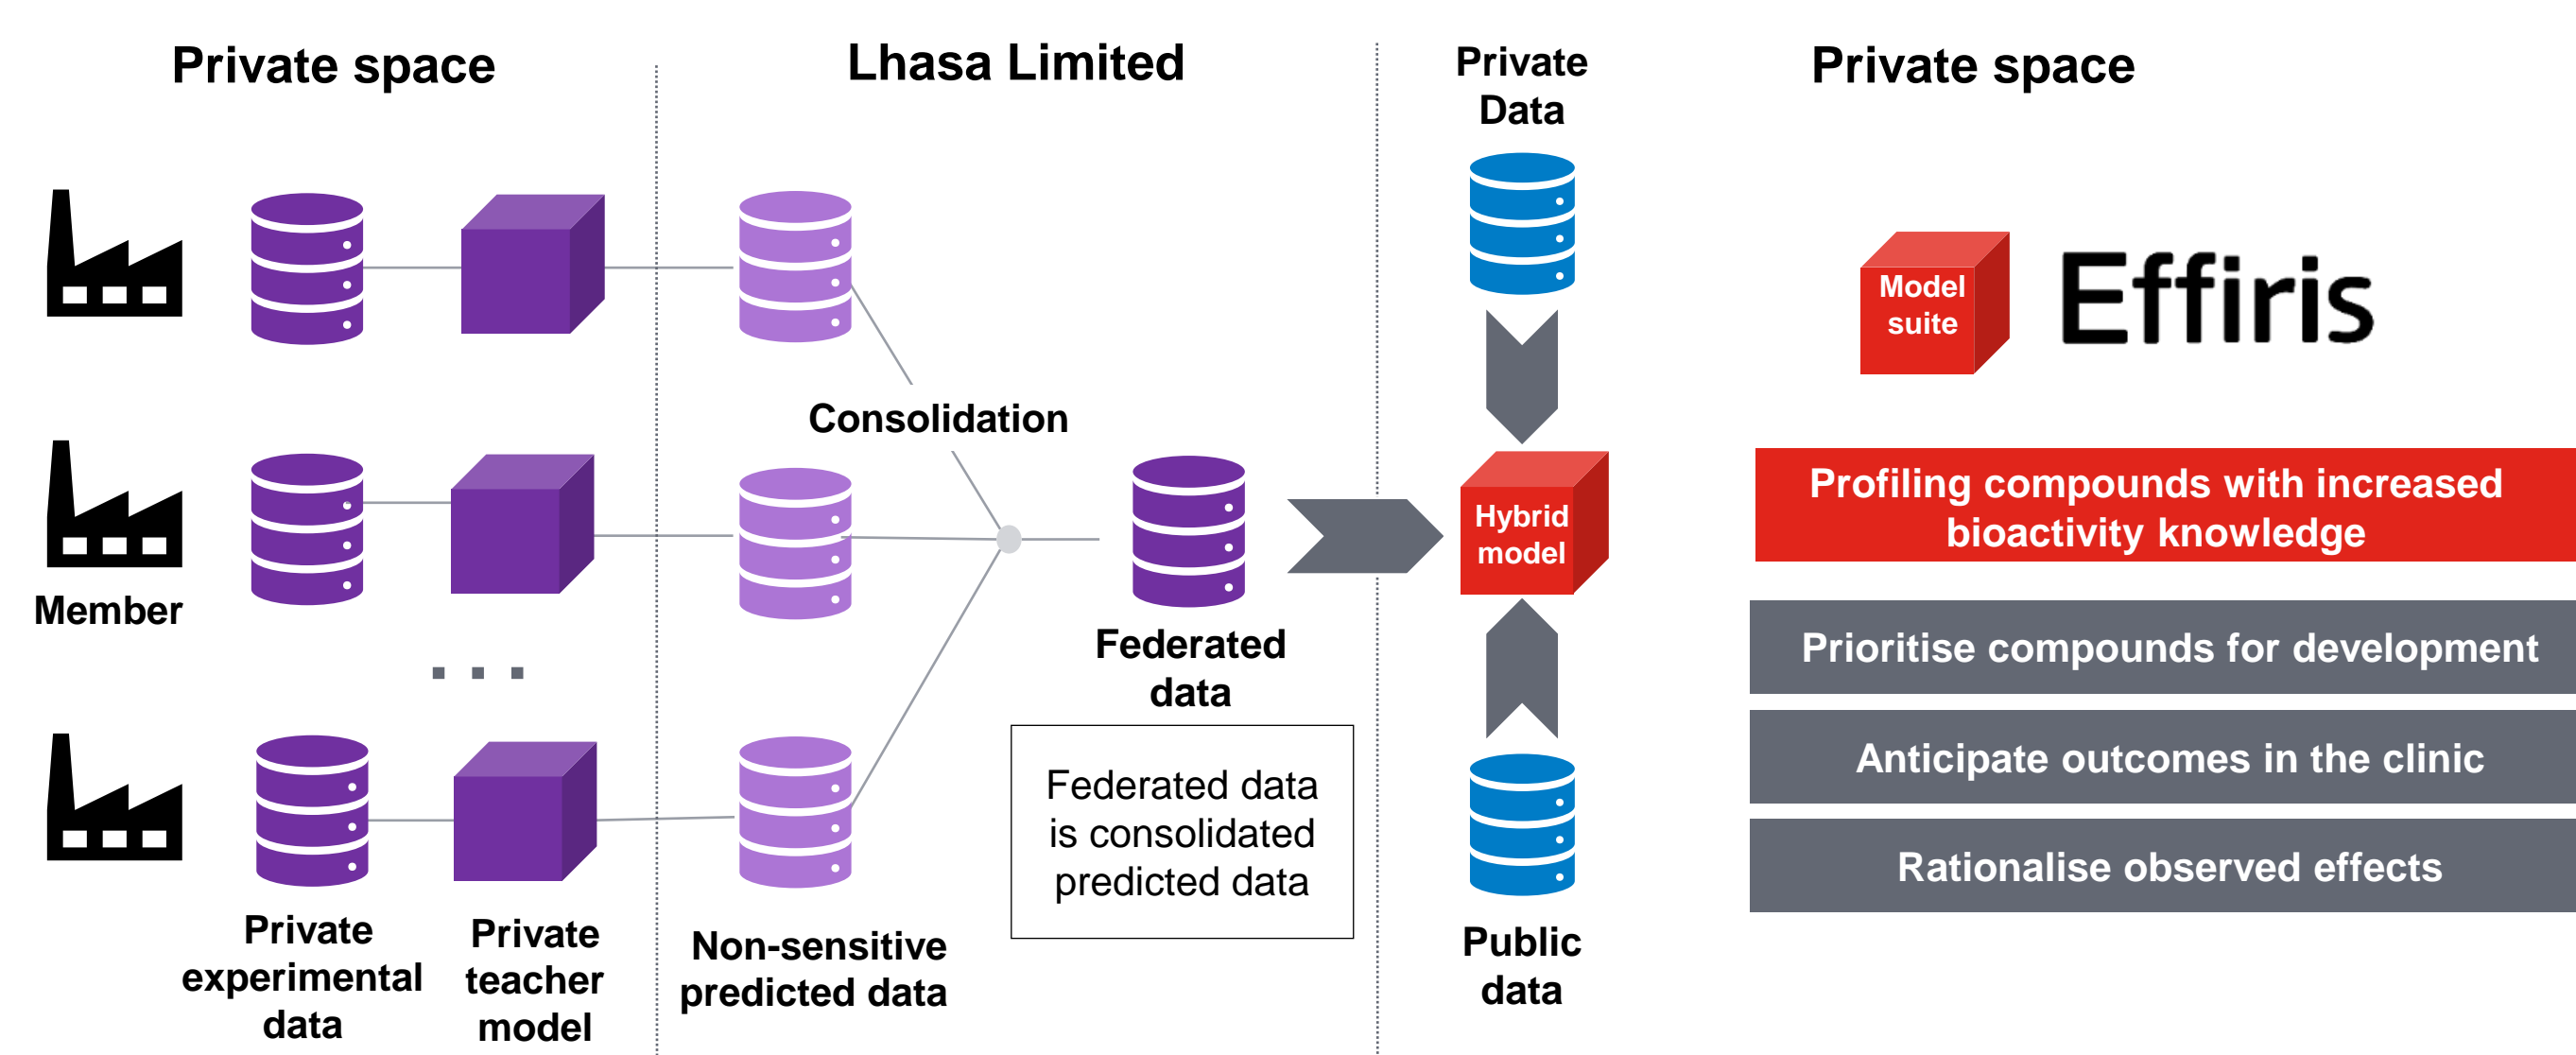 Private space
Lhasa Limited
Private
Data
Private space
Model
suite
Effiris
Consolidation
Member
Hybrid
model
Federated
data
Federated data
is consolidated
predicted data
Private
experimental
data
Private
teacher
model
Non-sensitive
predicted data
Public
data
Profiling compounds with increased
bioactivity knowledge
Prioritise compounds for development
Anticipate outcomes in the clinic
Rationalise observed effects